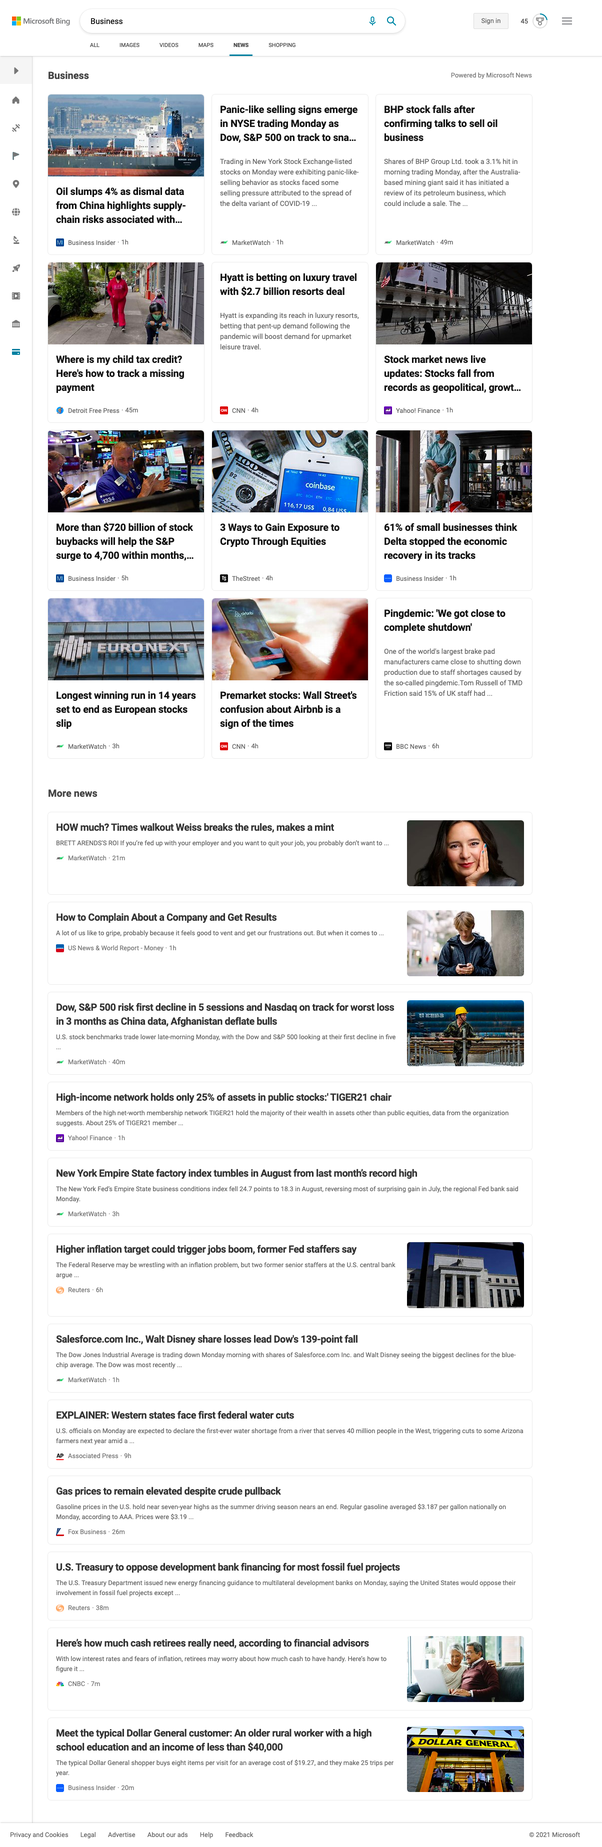 Microsoft Bing
Business
Sign in
45
ALL IMAGES VIDEOS MAPS NEWS SHOPPING
Business
Powered by Microsoft News
Oil slumps 4% as dismal data
from China highlights supply-
chain risks associated with...
Business Insider · 1h
Panic-like selling signs emerge
in NYSE trading Monday as
Dow, S&P 500 on track to sna...
Trading in New York Stock Exchange-listed
stocks on Monday were exhibiting panic-like-
selling behavior as stocks faced some
selling pressure attributed to the spread of
the delta variant of COVID-19 ...
MarketWatch · 1h
BHP stock falls after
confirming talks to sell oil
business
Shares of BHP Group Ltd. took a 3.1% hit in
morning trading Monday, after the Australia-
based mining giant said it has initiated a
review of its petroleum business, which
could include a sale. The ...
MarketWatch · 49m
Where is my child tax credit?
Here's how to track a missing
payment
Detroit Free Press · 45m
Hyatt is betting on luxury travel
with $2.7 billion resorts deal
Hyatt is expanding its reach in luxury resorts,
betting that pent-up demand following the
pandemic will boost demand for upmarket
leisure travel.
CNN · 4h
Stock market news live
updates: Stocks fall from
records as geopolitical, growt...
Yahoo! Finance · 1h
More than $720 billion of stock
buybacks will help the S&P
surge to 4,700 within months,...
Business Insider · 5h
coinbase
116,17 US$ 0,84 US$
3 Ways to Gain Exposure to
Crypto Through Equities
TheStreet · 4h
61% of small businesses think
Delta stopped the economic
recovery in its tracks
Business Insider · 1h
EURONEXT
Longest winning run in 14 years
set to end as European stocks
slip
MarketWatch · 3h
Premarket stocks: Wall Street's
confusion about Airbnb is a
sign of the times
CNN · 4h
Pingdemic: 'We got close to
complete shutdown'
One of the world's largest brake pad
manufacturers came close to shutting down
production due to staff shortages caused by
the so-called pingdemic.Tom Russell of TMD
Friction said 15% of UK staff had ...
BBC News · 6h
More news
HOW much? Times walkout Weiss breaks the rules, makes a mint
BRETT ARENDS'S ROI If you're fed up with your employer and you want to quit your job, you probably don't want to ...
MarketWatch · 21m
How to Complain About a Company and Get Results
A lot of us like to gripe, probably because it feels good to vent and get our frustrations out. But when it comes to ...
US News & World Report - Money · 1h
Dow, S&P 500 risk first decline in 5 sessions and Nasdaq on track for worst loss
in 3 months as China data, Afghanistan deflate bulls
U.S. stock benchmarks trade lower late-morning Monday, with the Dow and S&P 500 looking at their first decline in five
...
MarketWatch · 40m
High-income network holds only 25% of assets in public stocks:' TIGER21 chair
Members of the high net-worth membership network TIGER21 hold the majority of their wealth in assets other than public equities, data from the organization
suggests. About 25% of TIGER21 member ...
Yahoo! Finance · 1h
New York Empire State factory index tumbles in August from last month's record high
The New York Fed's Empire State business conditions index fell 24.7 points to 18.3 in August, reversing most of surprising gain in July, the regional Fed bank said
Monday.
MarketWatch · 3h
Higher inflation target could trigger jobs boom, former Fed staffers say
The Federal Reserve may be wrestling with an inflation problem, but two former senior staffers at the U.S. central bank
argue ...
Reuters · 6h
Salesforce.com Inc., Walt Disney share losses lead Dow's 139-point fall
The Dow Jones Industrial Average is trading down Monday morning with shares of Salesforce.com Inc. and Walt Disney seeing the biggest declines for the blue-
chip average. The Dow was most recently ...
MarketWatch · 1h
EXPLAINER: Western states face first federal water cuts
U.S. officials on Monday are expected to declare the first-ever water shortage from a river that serves 40 million people in the West, triggering cuts to some Arizona
farmers next year amid a ...
AP Associated Press · 9h
Gas prices to remain elevated despite crude pullback
Gasoline prices in the U.S. hold near seven-year highs as the summer driving season nears an end. Regular gasoline averaged $3.187 per gallon nationally on
Monday, according to AAA. Prices were $3.19 ...
Fox Business · 26m
U.S. Treasury to oppose development bank financing for most fossil fuel projects
The U.S. Treasury Department issued new energy financing guidance to multilateral development banks on Monday, saying the United States would oppose their
involvement in fossil fuel projects except ...
Reuters · 38m
Here's how much cash retirees really need, according to financial advisors
With low interest rates and fears of inflation, retirees may worry about how much cash to have handy. Here's how to
figure it ...
CNBC · 7m
Meet the typical Dollar General customer: An older rural worker with a high
school education and an income of less than $40,000
The typical Dollar General shopper buys eight items per visit for an average cost of $19.27, and they make 25 trips per
year.
Business Insider · 20m
DOLLAR GENERAL
Privacy and Cookies Legal Advertise About our ads Help Feedback
© 2021 Microsoft